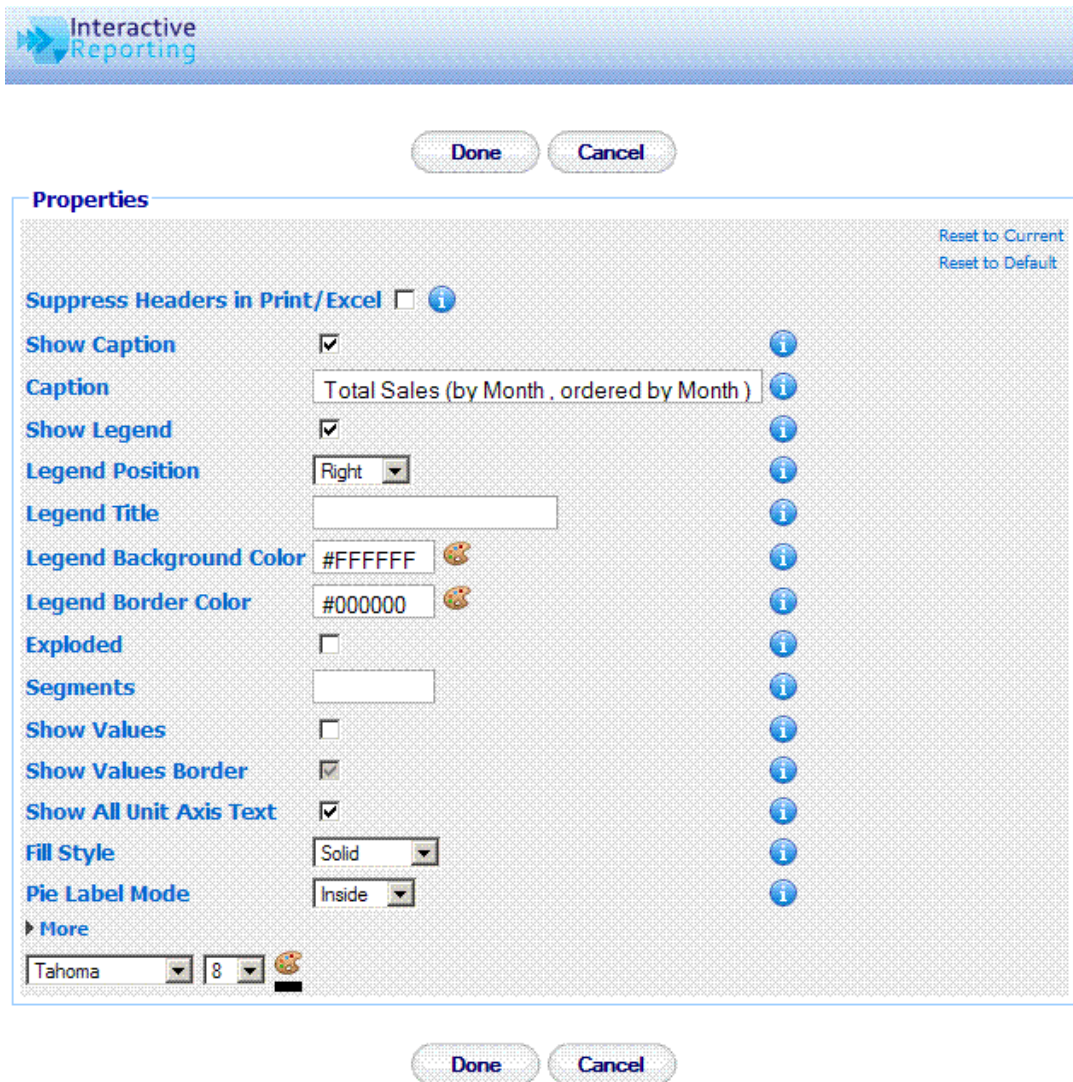 Interactive
Reporting
Done Cancel
Properties
Reset to Current
Reset to Default
Suppress Headers in Print/Excel
Show Caption
Caption Total Sales (by Month , ordered by Month )
Show Legend
Legend Position Right
Legend Title
Legend Background Color #FFFFFF
Legend Border Color #000000
Exploded
Segments
Show Values
Show Values Border
Show All Unit Axis Text
Fill Style Solid
Pie Label Mode Inside
More
Tahoma 8
Done Cancel